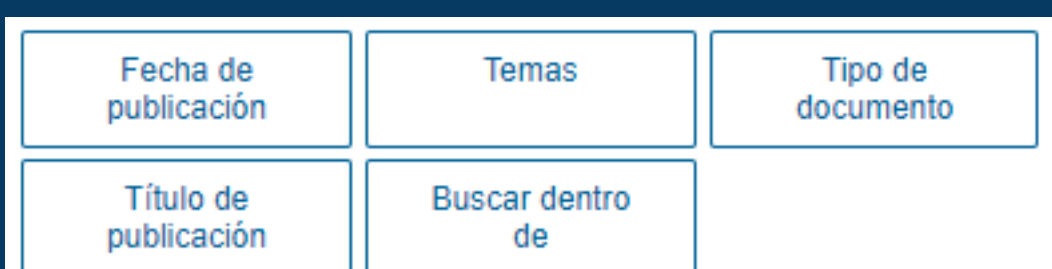 Fecha de
publicación
Temas
Tipo de
documento
Título de
publicación
Buscar dentro
de